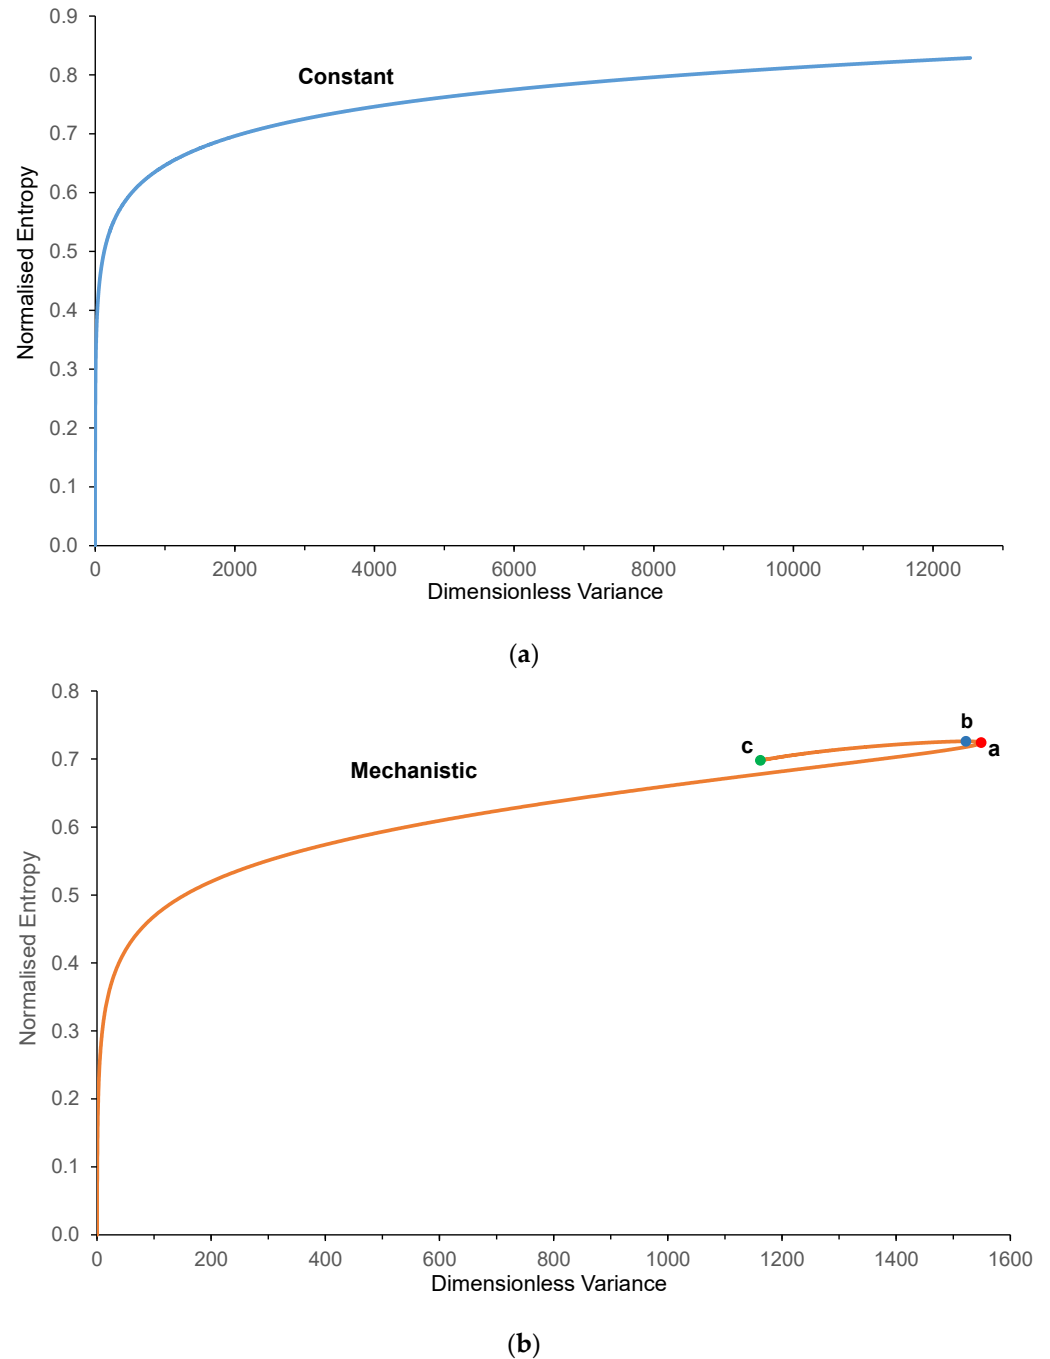 0.9
0.8
0.7
0.6
0.5
0.4
0.3
0.2
0.1
0.0
Normalised Entropy
Constant
0 2000 4000 6000 8000 10000 12000
Dimensionless Variance
(a)
0.8
0.7
0.6
0.5
0.4
0.3
0.2
0.1
0.0
Normalised Entropy
b
c
a
Mechanistic
0 200 400 600 800 1000 1200 1400 1600
Dimensionless Variance
(b)